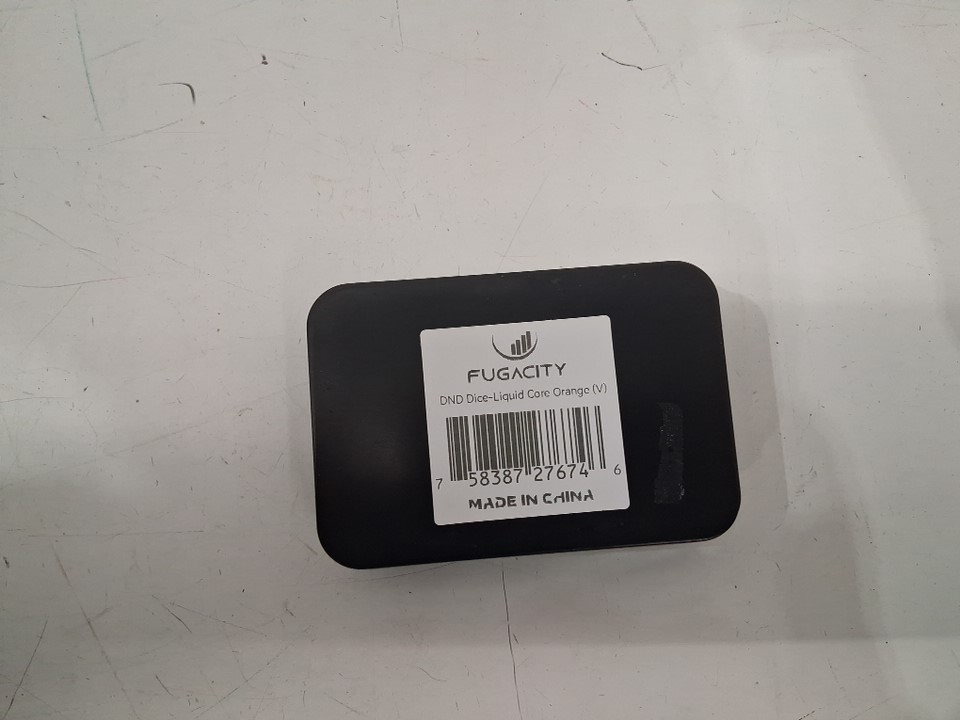 FUGACITY
DND Dice-Liquid Core Orange (V)
7 58387 27674 6
MADE IN CHINA